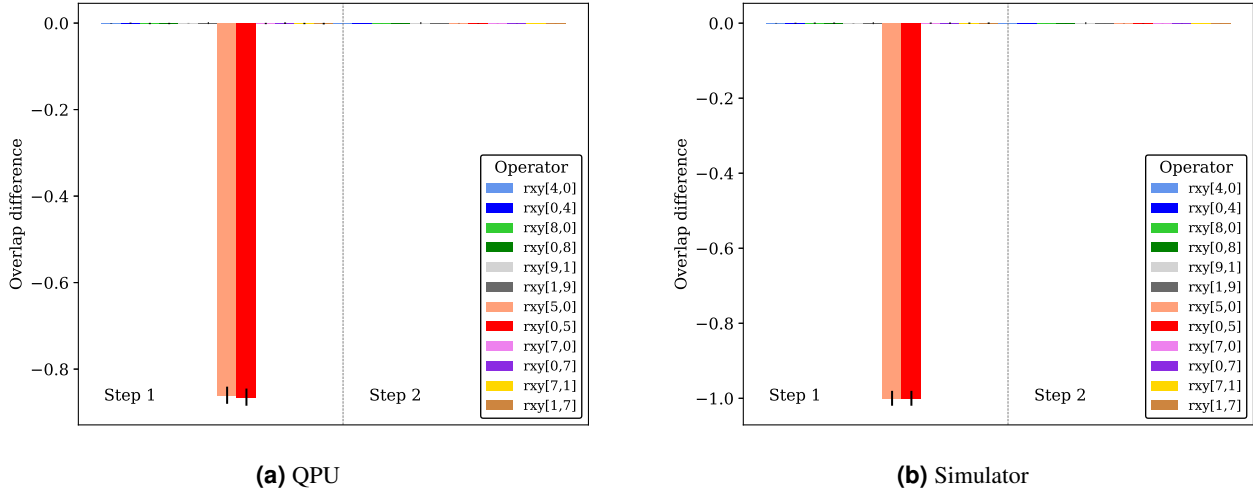 0.0
−0.2
−0.4
−0.6
−0.8
Overlap difference
Step 1
Step 2
Operator
rxy[4,0]
rxy[0,4]
rxy[8,0]
rxy[0,8]
rxy[9,1]
rxy[1,9]
rxy[5,0]
rxy[0,5]
rxy[7,0]
rxy[0,7]
rxy[7,1]
rxy[1,7]
(a) QPU
0.0
−0.2
−0.4
−0.6
−0.8
−1.0
Overlap difference
Step 1
Step 2
Operator
rxy[4,0]
rxy[0,4]
rxy[8,0]
rxy[0,8]
rxy[9,1]
rxy[1,9]
rxy[5,0]
rxy[0,5]
rxy[7,0]
rxy[0,7]
rxy[7,1]
rxy[1,7]
(b) Simulator